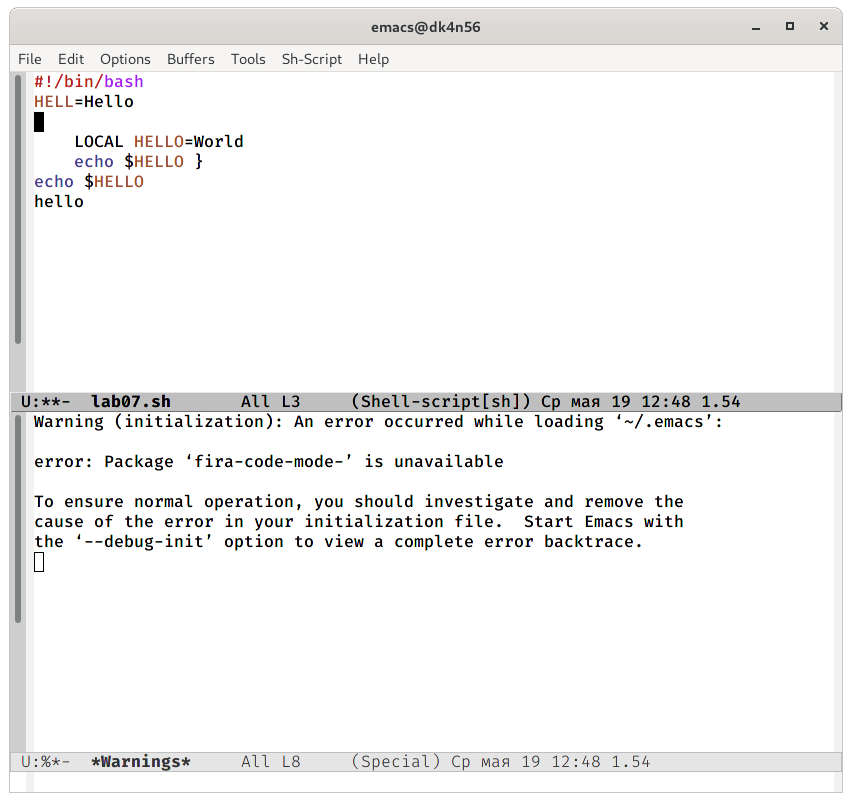 emacs@dk4n56
File Edit Options Buffers Tools Sh-Script Help
#!/bin/bash
HELL=Hello
LOCAL HELLO=World
echo $HELLO }
echo $HELLO
hello
U:**- lab07.sh All L3 (Shell-script[sh]) Ср мая 19 12:48 1.54
Warning (initialization): An error occurred while loading ‘~/.emacs’:
error: Package ‘fira-code-mode-’ is unavailable
To ensure normal operation, you should investigate and remove the
cause of the error in your initialization file. Start Emacs with
the ‘--debug-init’ option to view a complete error backtrace.
U:%*- *Warnings* All L8 (Special) Ср мая 19 12:48 1.54